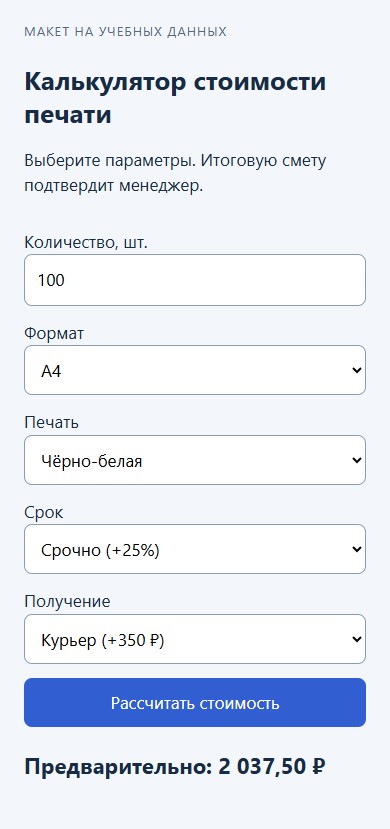 МАКЕТ НА УЧЕБНЫХ ДАННЫХ
Калькулятор стоимости
печати
Выберите параметры. Итоговую смету
подтвердит менеджер.
Количество, шт.
100
Формат
A4
Печать
Чёрно-белая
Срок
Срочно (+25%)
Получение
Курьер (+350 ₽)
Рассчитать стоимость
Предварительно: 2 037,50 ₽